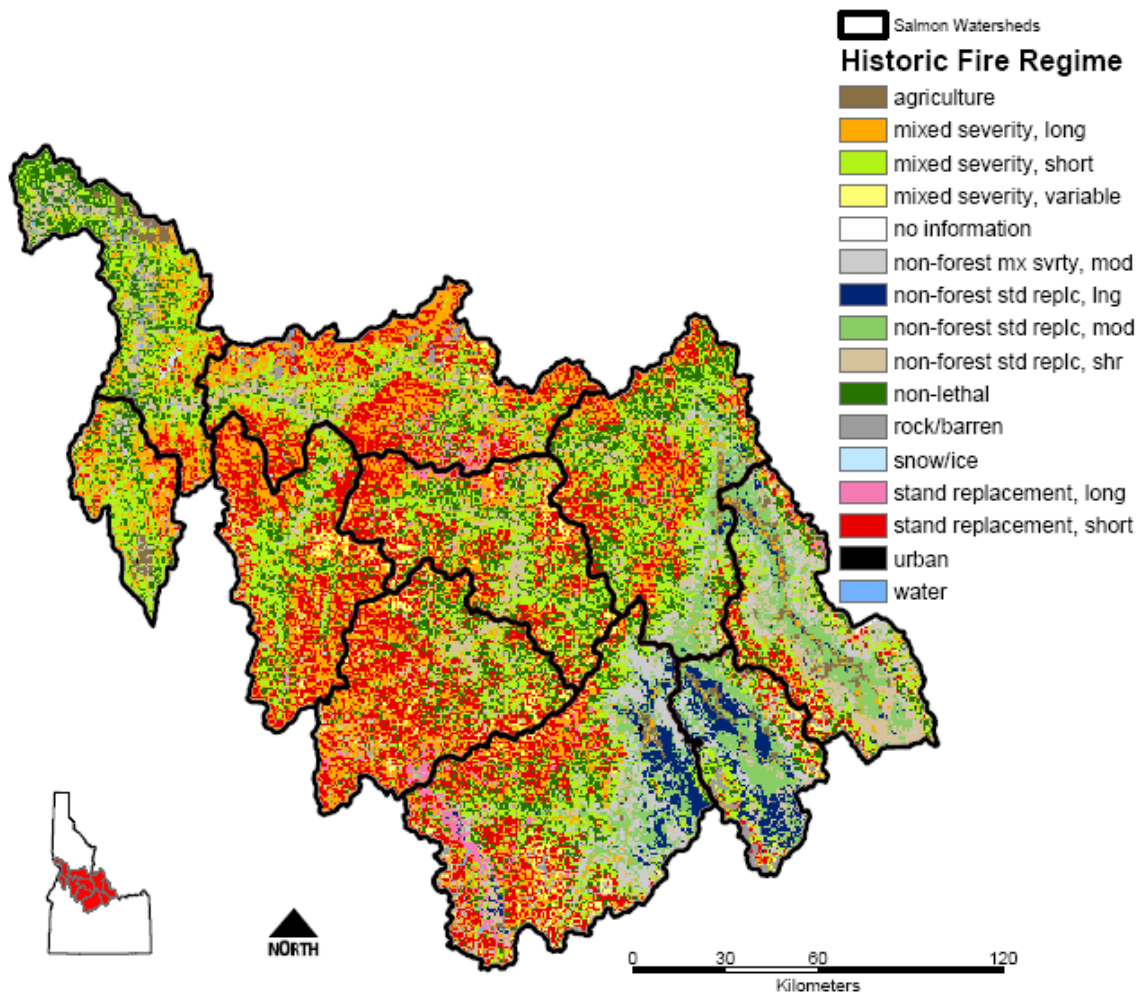 Salmon Watersheds
Historic Fire Regime
agriculture
mixed severity, long
mixed severity, short
mixed severity, variable
no information
non-forest mx svrty, mod
non-forest std replc, lng
non-forest std replc, mod
non-forest std replc, shr
non-lethal
rock/barren
snow/ice
stand replacement, long
stand replacement, short
urban
water
NORTH
0 30 60 120
Kilometers